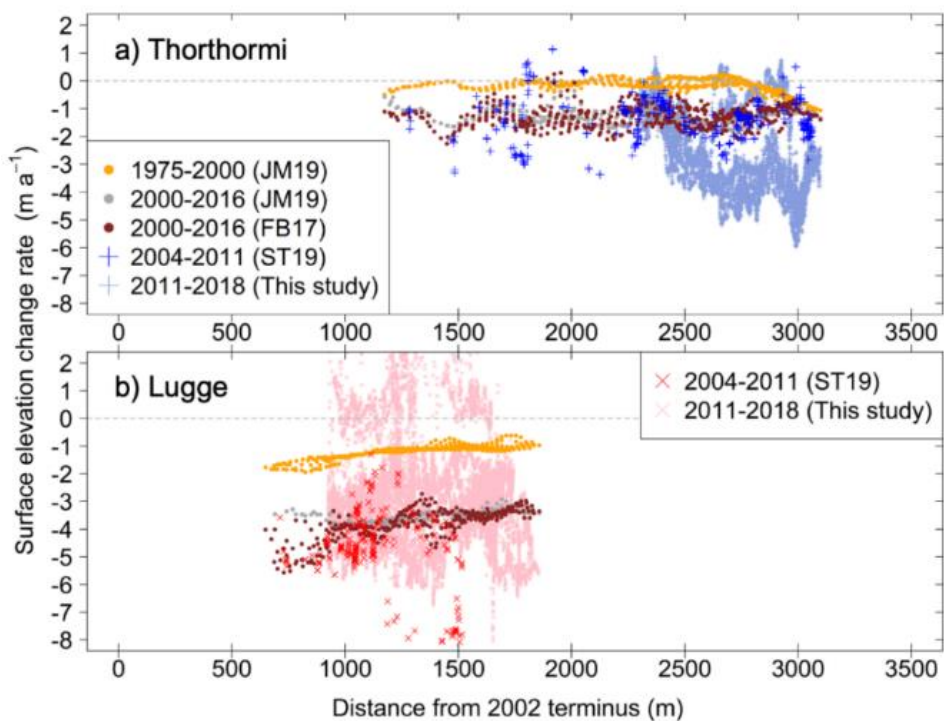 a) Thorthormi
2
1
0
-1
-2
-3
-4
-5
-6
-7
-8
1975-2000 (JM19)
2000-2016 (JM19)
2000-2016 (FB17)
2004-2011 (ST19)
2011-2018 (This study)
0 500 1000 1500 2000 2500 3000 3500
b) Lugge
2
1
0
-1
-2
-3
-4
-5
-6
-7
-8
2004-2011 (ST19)
2011-2018 (This study)
0 500 1000 1500 2000 2500 3000 3500
Surface elevation change rate (m a⁻¹)
Distance from 2002 terminus (m)